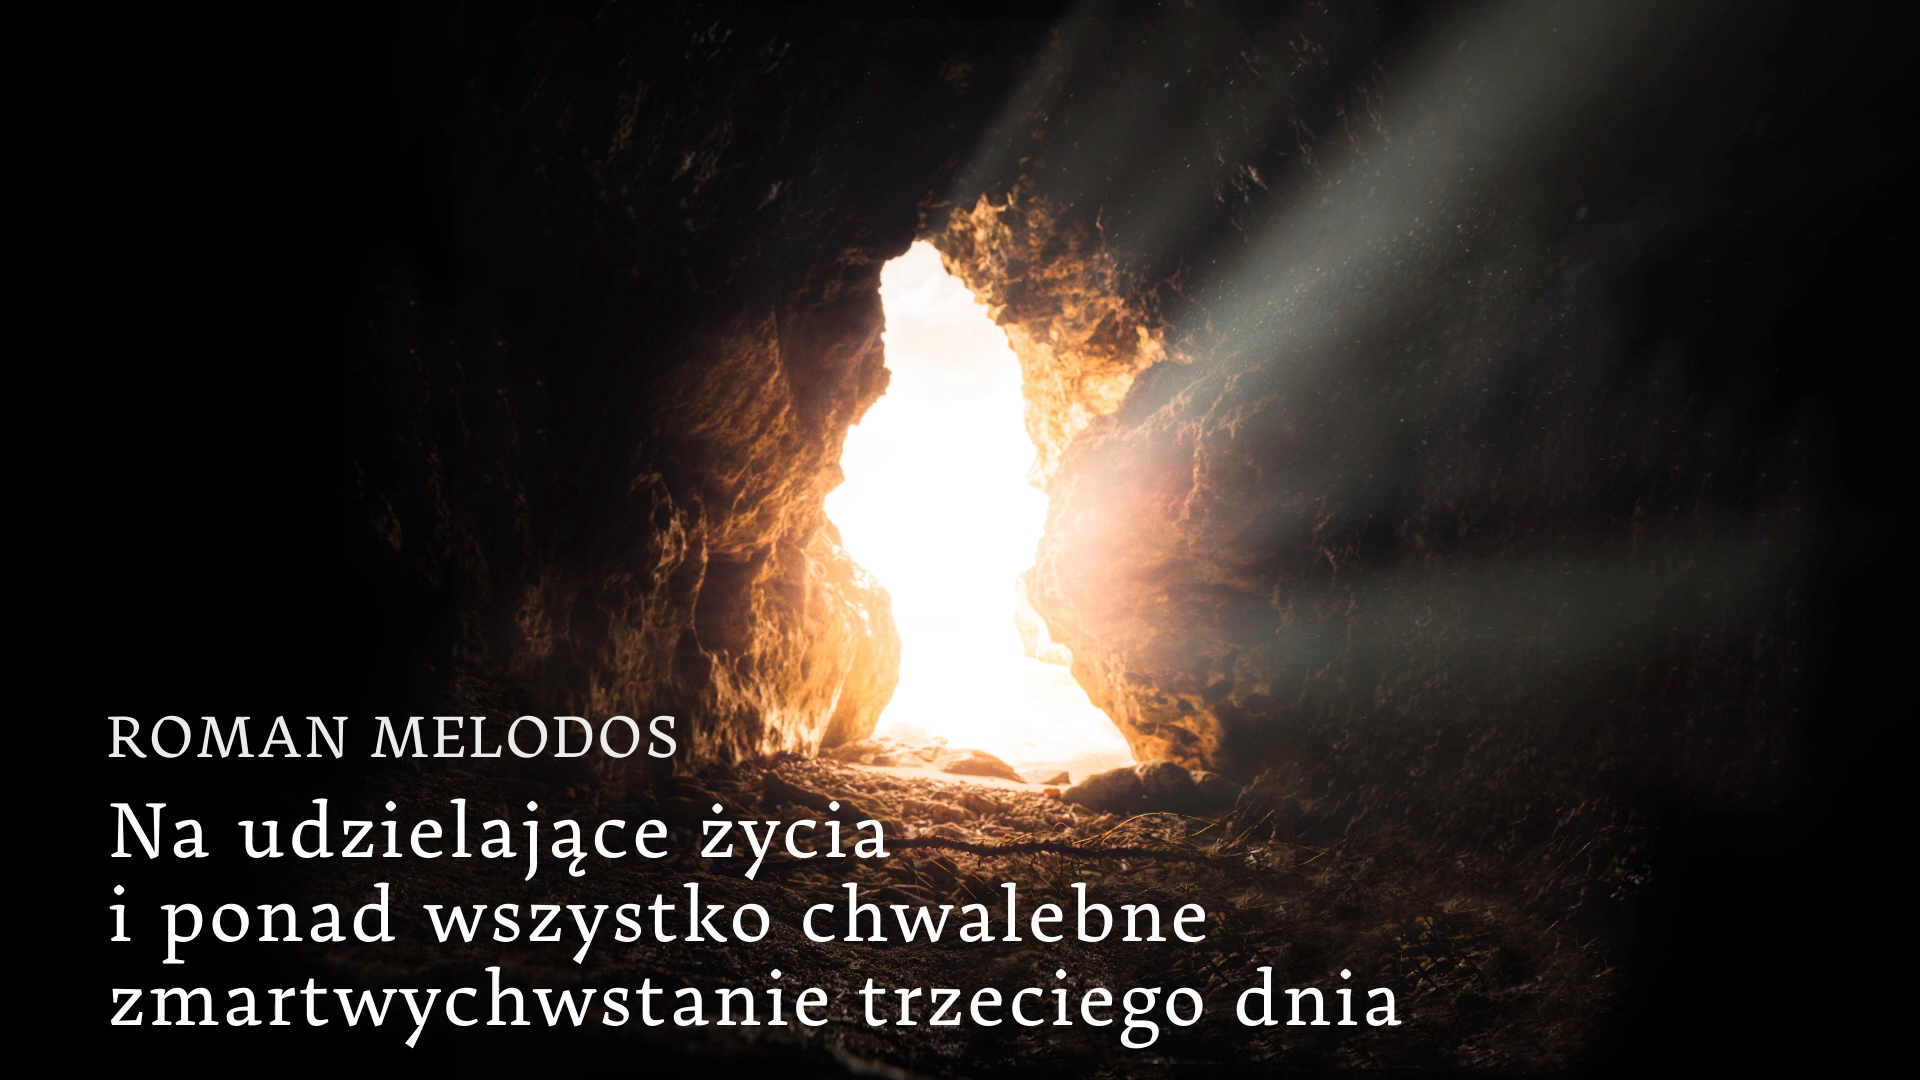 ROMAN MELODOS
Na udzielające życia
i ponad wszystko chwalebne
zmartwychwstanie trzeciego dnia